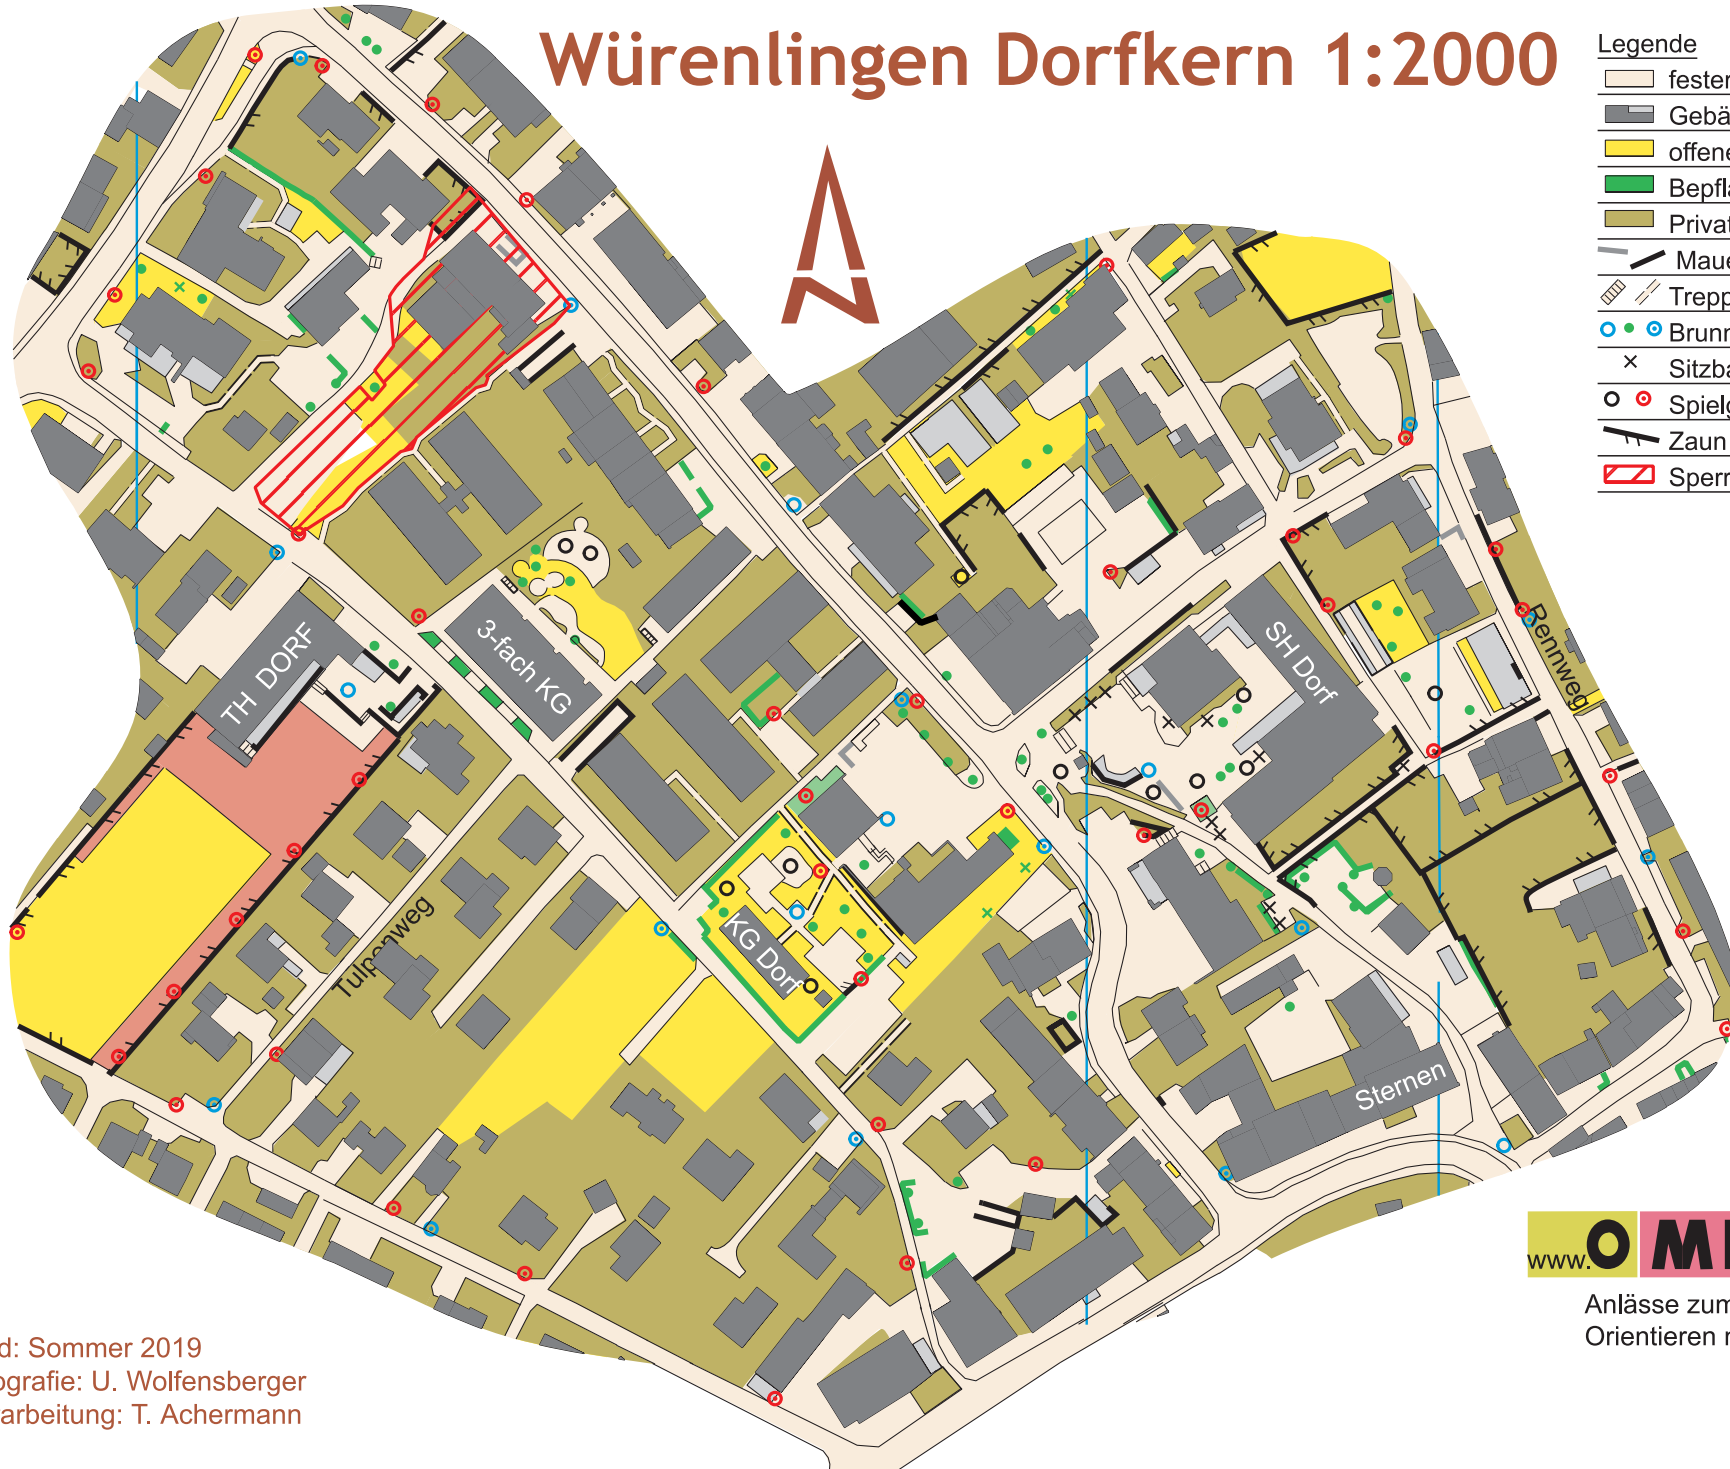 Würenlingen Dorfkern 1:2000
Legende
fester
Gebä
offene
Bepfla
Privat
Maue
Trepp
Brunn
Sitzba
Spielg
Zaun
Sperr
3-fach KG
TH DORF
SH Dorf
Rennweg
KG Dorf
Tulpenweg
Sternen
www.OM
Anlässe zum
Orientieren m
d: Sommer 2019
ografie: U. Wolfensberger
arbeitung: T. Achermann